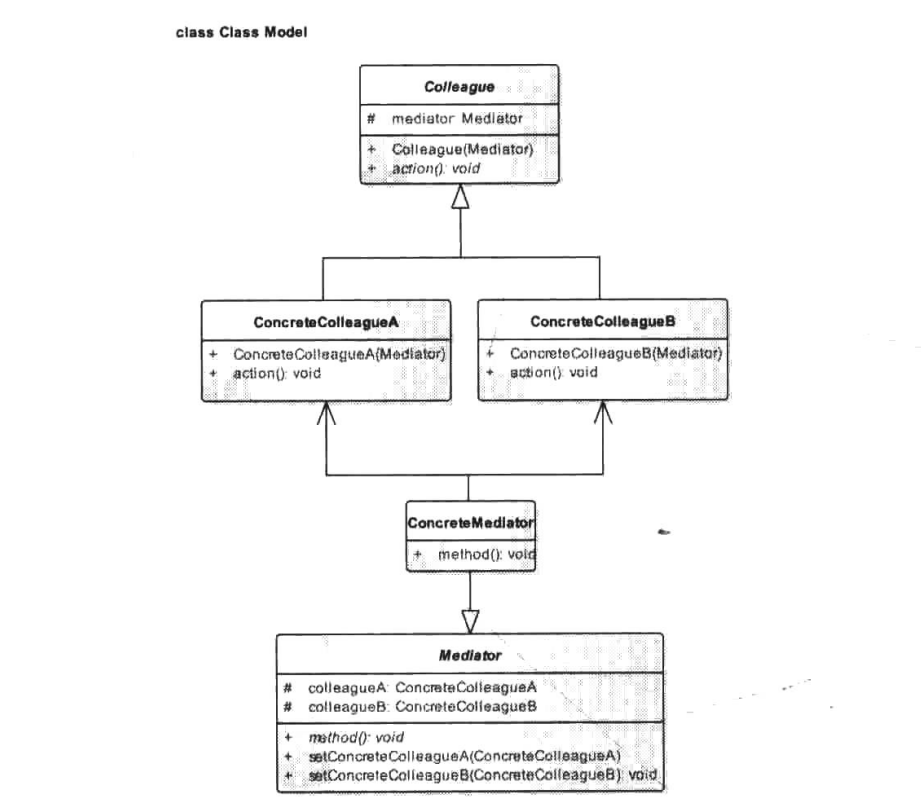 class Class Model
Colleague
# mediator Mediator
+ Colleague(Mediator)
+ action(): void
ConcreteColleagueA
+ ConcreteColleagueA(Mediator)
+ action(): void
ConcreteColleagueB
+ ConcreteColleagueB(Mediator)
+ action(): void
ConcreteMediator
+ method(): void
Mediator
# colleagueA: ConcreteColleagueA
# colleagueB: ConcreteColleagueB
+ method(): void
+ setConcreteColleagueA(ConcreteColleagueA)
+ setConcreteColleagueB(ConcreteColleagueB): void